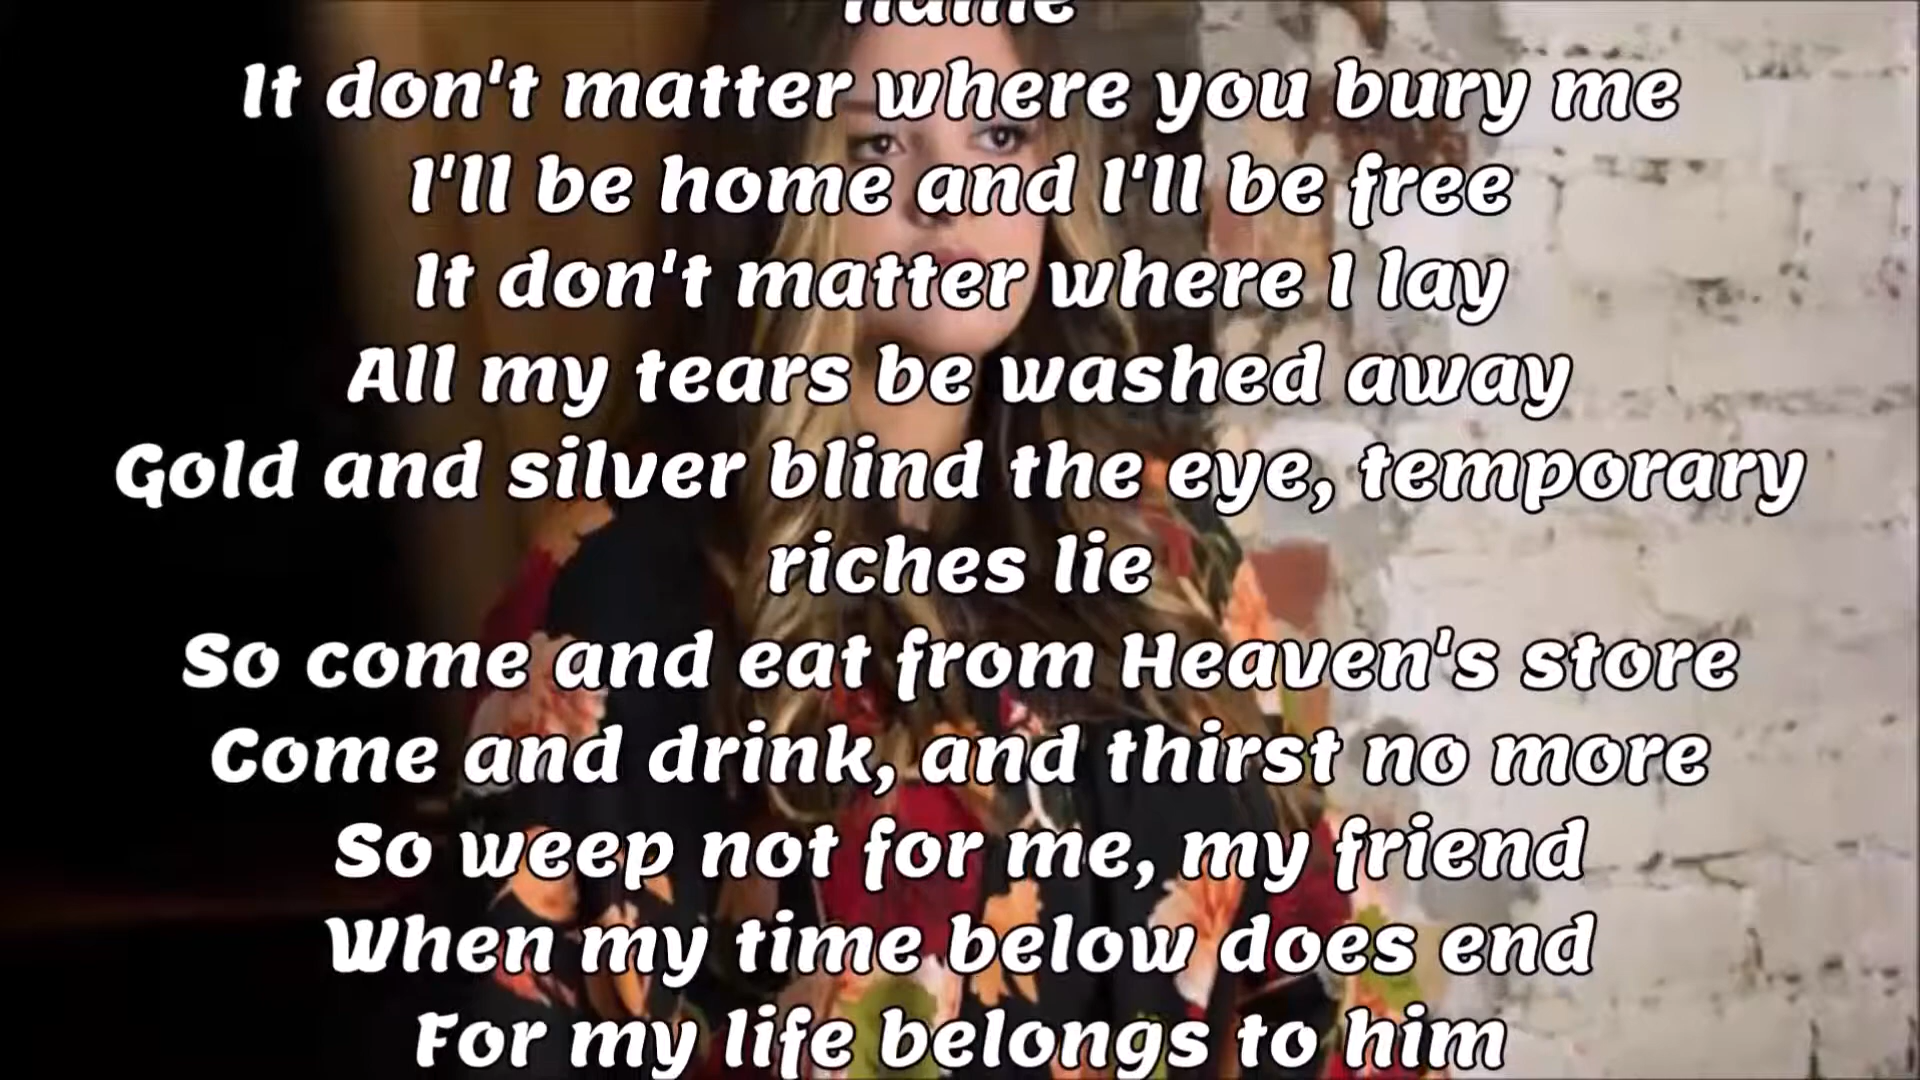 name
It don't matter where you bury me
I'll be home and I'll be free
It don't matter where I lay
All my tears be washed away
Gold and silver blind the eye, temporary
riches lie
So come and eat from Heaven's store
Come and drink, and thirst no more
So weep not for me, my friend
When my time below does end
For my life belongs to him